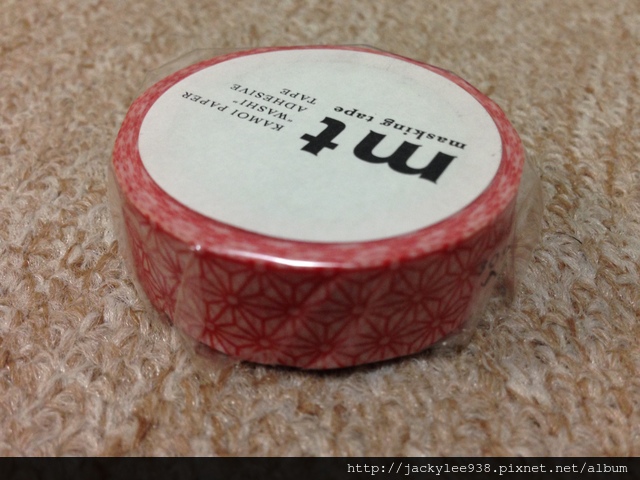 mt
masking tape
KAMOI PAPER
"WASHI"
ADHESIVE
TAPE
http://jackylee938.pixnet.net/album